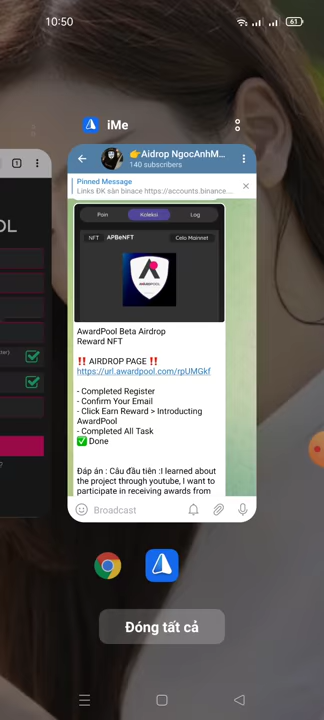 10:50
61
iMe
1
👉Aidrop NgocAnhM...
140 subscribers
Pinned Message
Links ĐK sàn binace https://accounts.binance....
Poin
Koleksi
Log
NFT
APBeNFT
Celo Mainnet
AWARDPOOL
AwardPool Beta Airdrop
Reward NFT
‼️ AIRDROP PAGE ‼️
https://url.awardpool.com/rpUMGkf
- Completed Register
- Confirm Your Email
- Click Earn Reward > Introducting
AwardPool
- Completed All Task
✅ Done
Đáp án : Câu đầu tiên :I learned about
the project through youtube, I want to
participate in receiving awards from
Broadcast
OL
ter)
?
Đóng tất cả